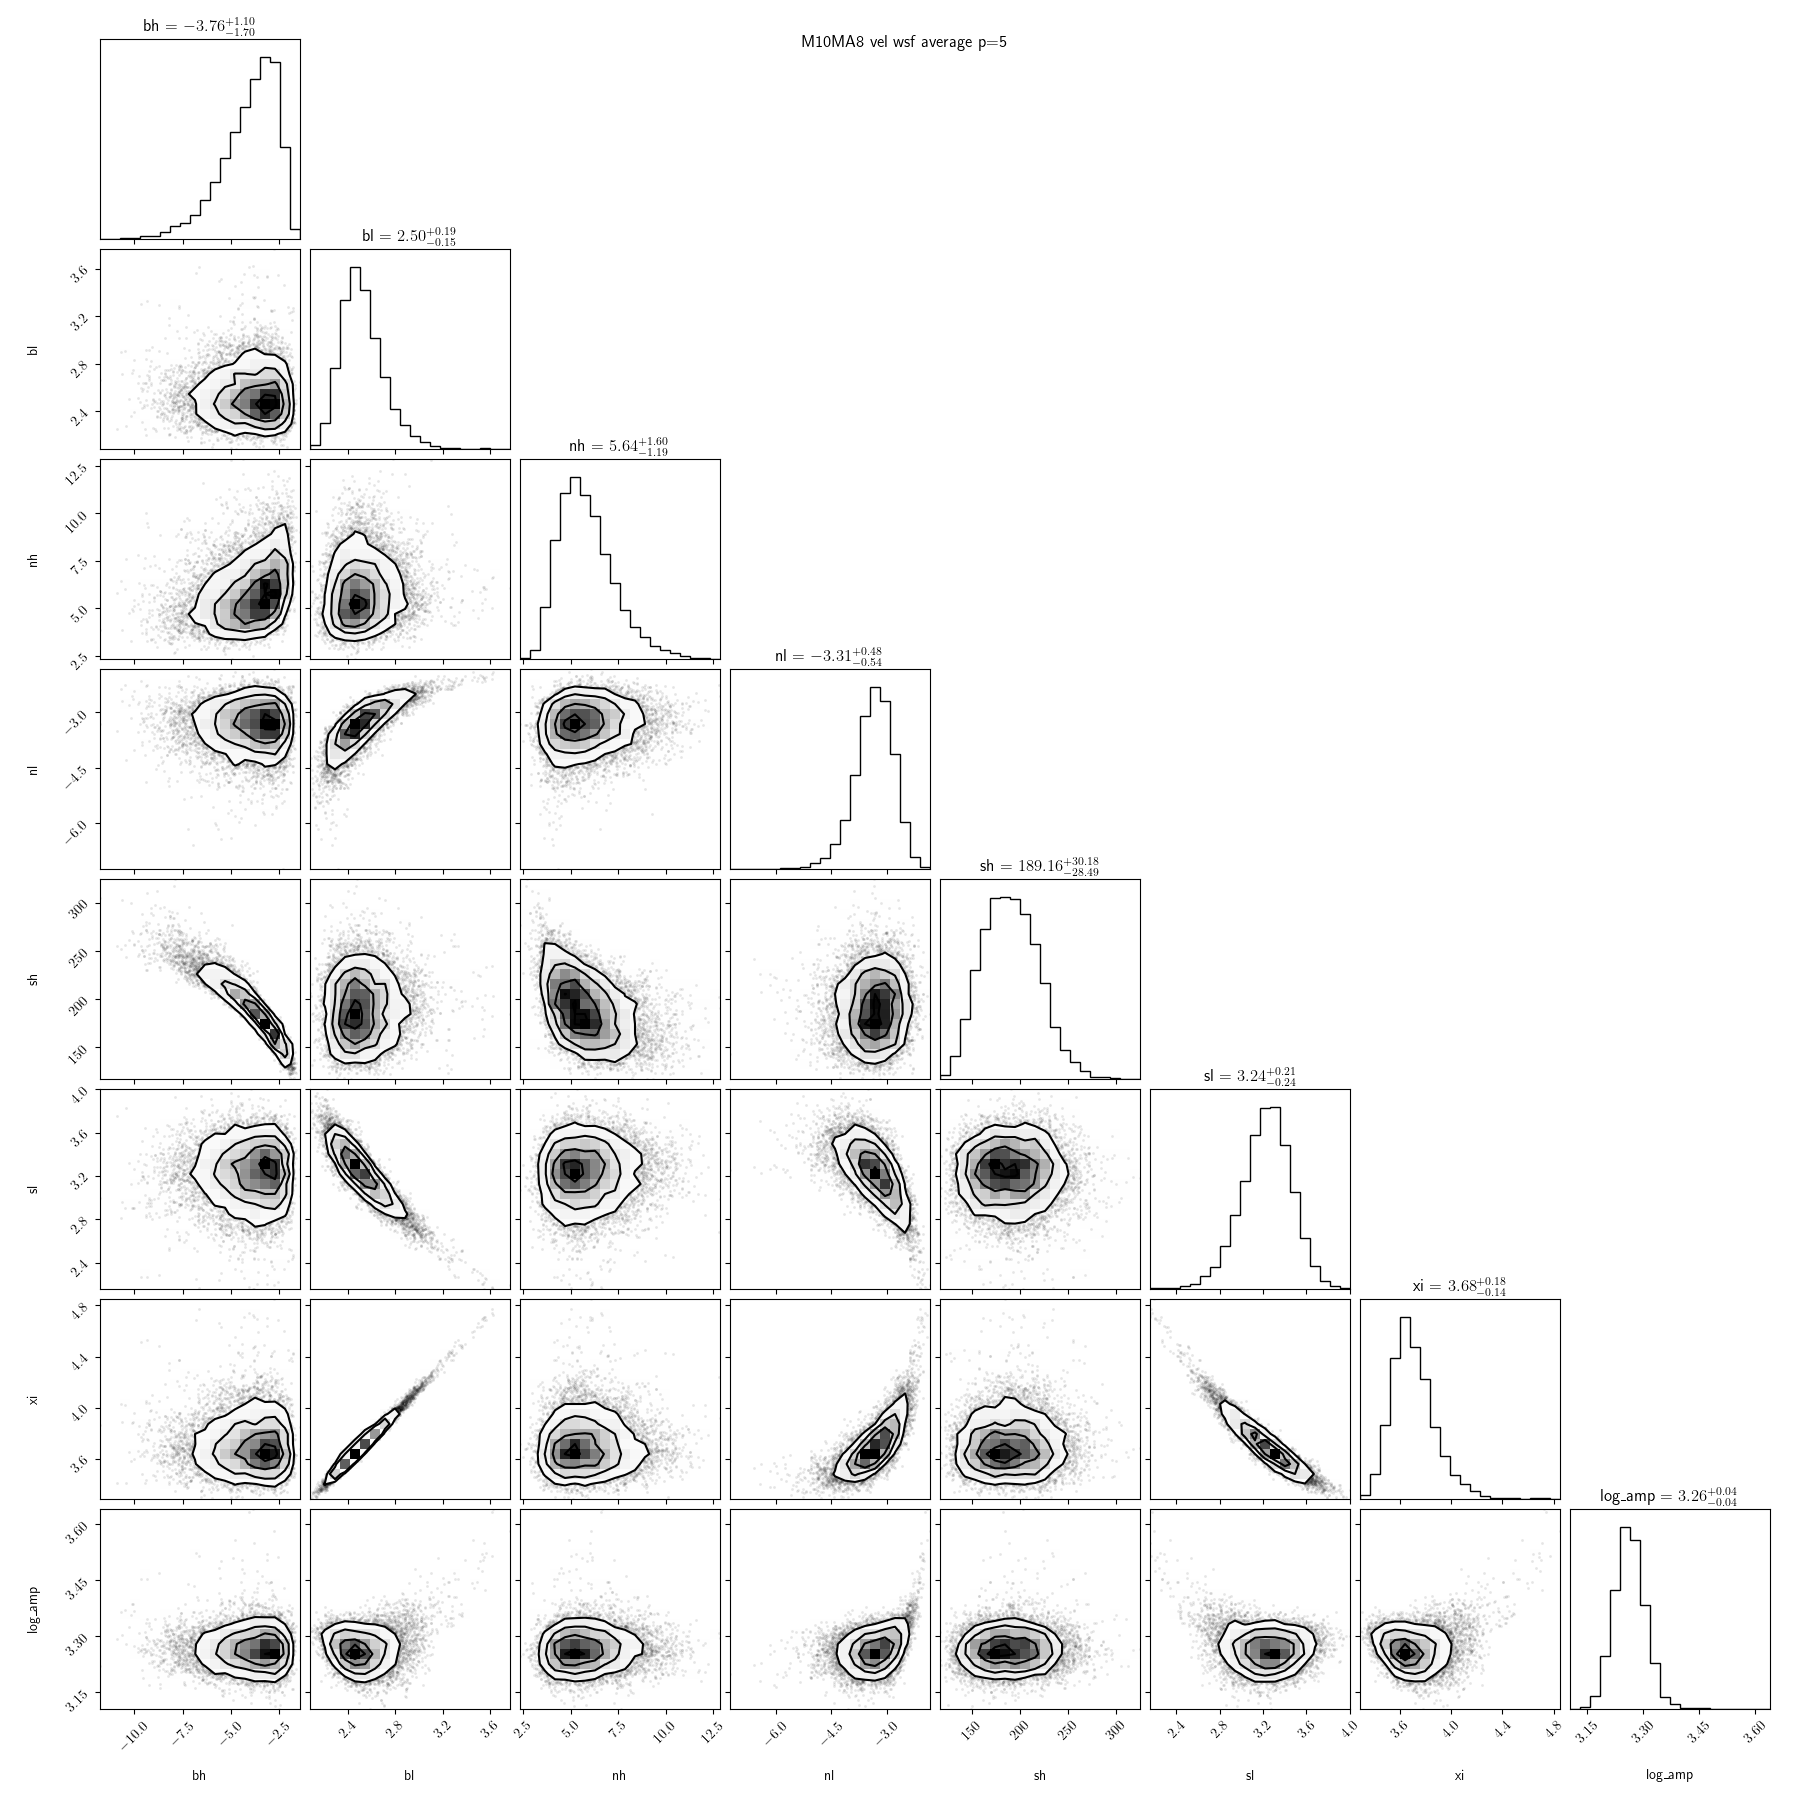 M10MA8 vel wsf average p=5
bh = −3.76+1.10−1.70
bl = 2.50+0.19−0.15
bl
3.6
3.2
2.8
2.4
nh = 5.64+1.60−1.19
nh
12.5
10.0
7.5
5.0
2.5
nl = −3.31+0.48−0.54
nl
−3.0
−4.5
−6.0
sh = 189.16+30.18−28.49
sh
300
250
200
150
sl = 3.24+0.21−0.24
sl
4.0
3.6
3.2
2.8
2.4
xi = 3.68+0.18−0.14
xi
4.8
4.4
4.0
3.6
log_amp = 3.26+0.04−0.04
log_amp
3.60
3.45
3.30
3.15
−10.0 −7.5 −5.0 −2.5 2.4 2.8 3.2 3.6 2.5 5.0 7.5 10.0 12.5 −6.0 −4.5 −3.0 150 200 250 300 2.4 2.8 3.2 3.6 4.0 3.6 4.0 4.4 4.8 3.15 3.30 3.45 3.60
bh bl nh nl sh sl xi log_amp